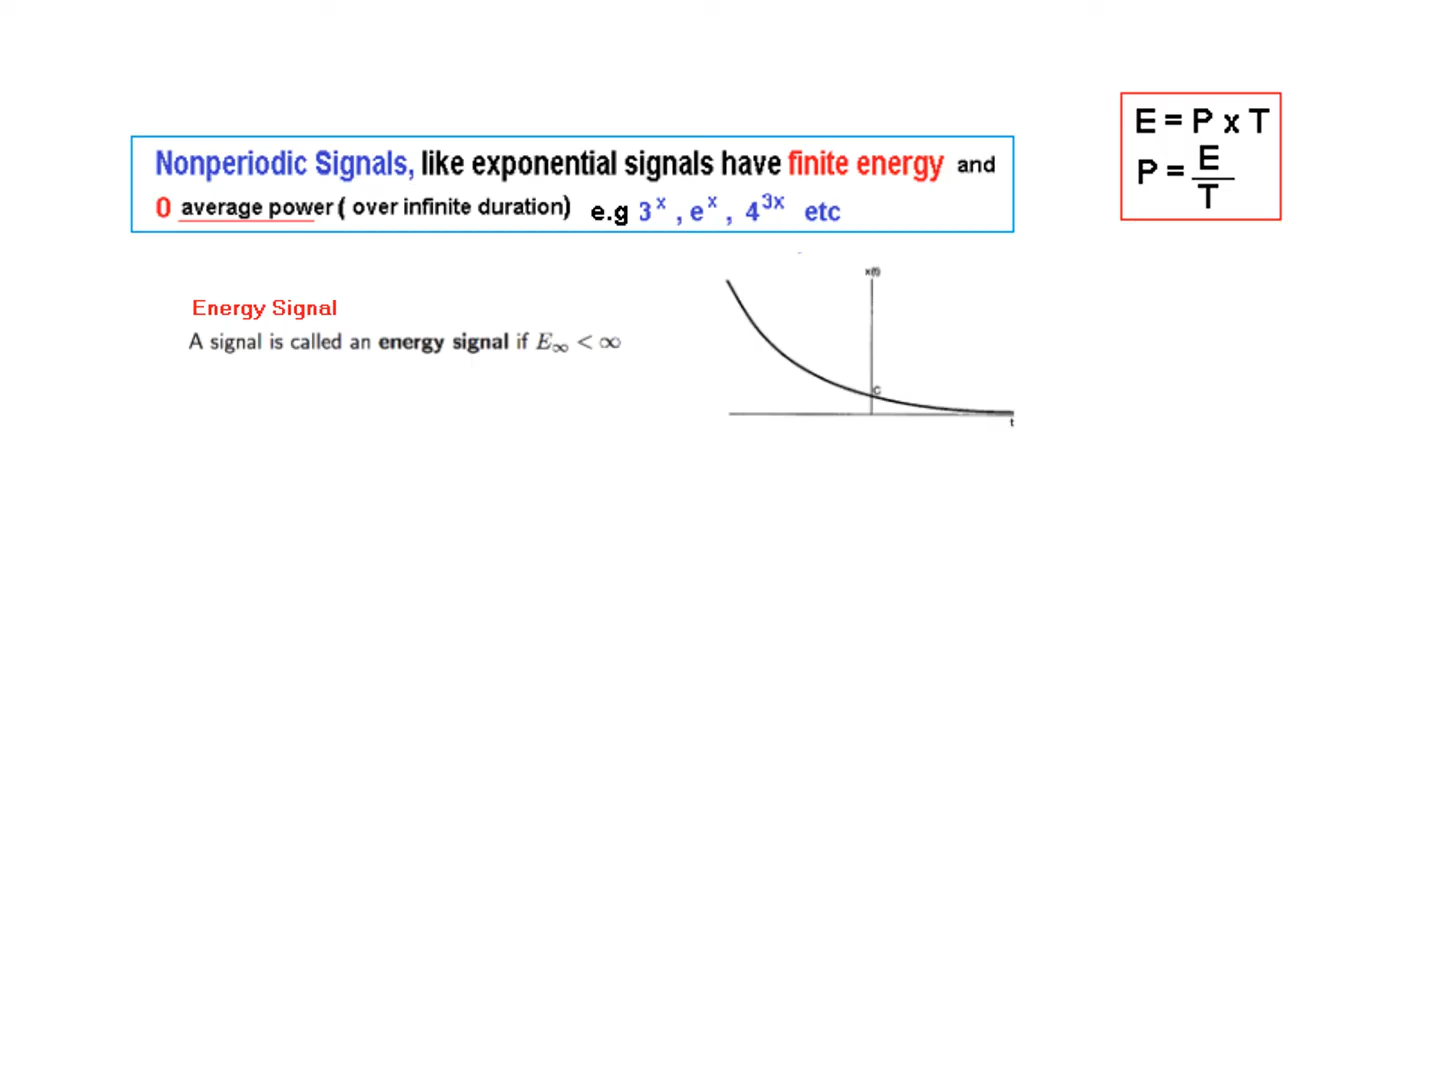 E = P x T
P = E
T
Nonperiodic Signals, like exponential signals have finite energy and
0 average power ( over infinite duration) e.g 3ˣ , eˣ , 4³ˣ etc
x(t)
Energy Signal
A signal is called an energy signal if E∞ < ∞
C
t